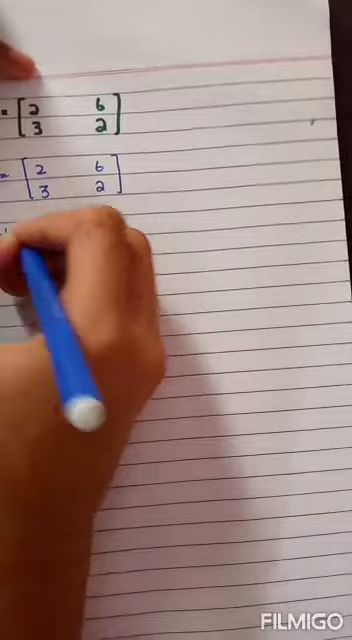 = [2 6
3 2]
= [2 6
3 2]
FILMIGO